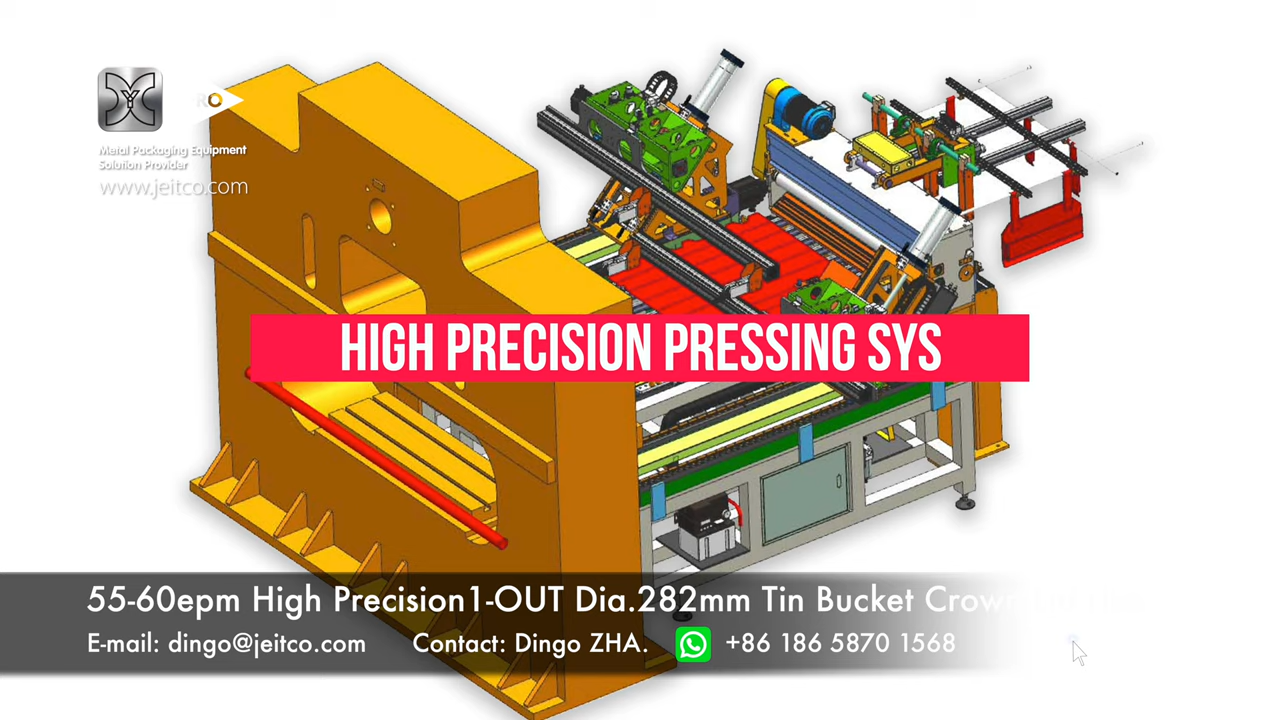 Metal Packaging Equipment
Solution Provider
www.jeitco.com
HIGH PRECISION PRESSING SYS
55-60epm High Precision1-OUT Dia.282mm Tin Bucket Crown
E-mail: dingo@jeitco.com Contact: Dingo ZHA. +86 186 5870 1568